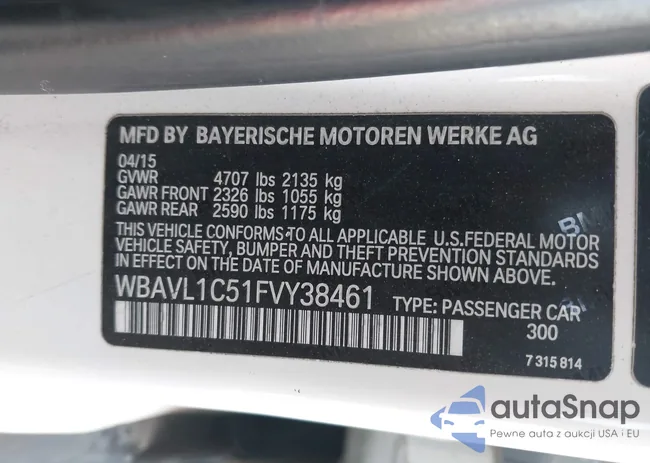 MFD BY BAYERISCHE MOTOREN WERKE AG
04/15
GVWR 4707 lbs 2135 kg
GAWR FRONT 2326 lbs 1055 kg
GAWR REAR 2590 lbs 1175 kg
THIS VEHICLE CONFORMS TO ALL APPLICABLE U.S.FEDERAL MOTOR
VEHICLE SAFETY, BUMPER AND THEFT PREVENTION STANDARDS
IN EFFECT ON THE DATE OF MANUFACTURE SHOWN ABOVE.
WBAVL1C51FVY38461 TYPE: PASSENGER CAR
300
7 315 814
autoSnap
Pewne auta z aukcji USA i EU